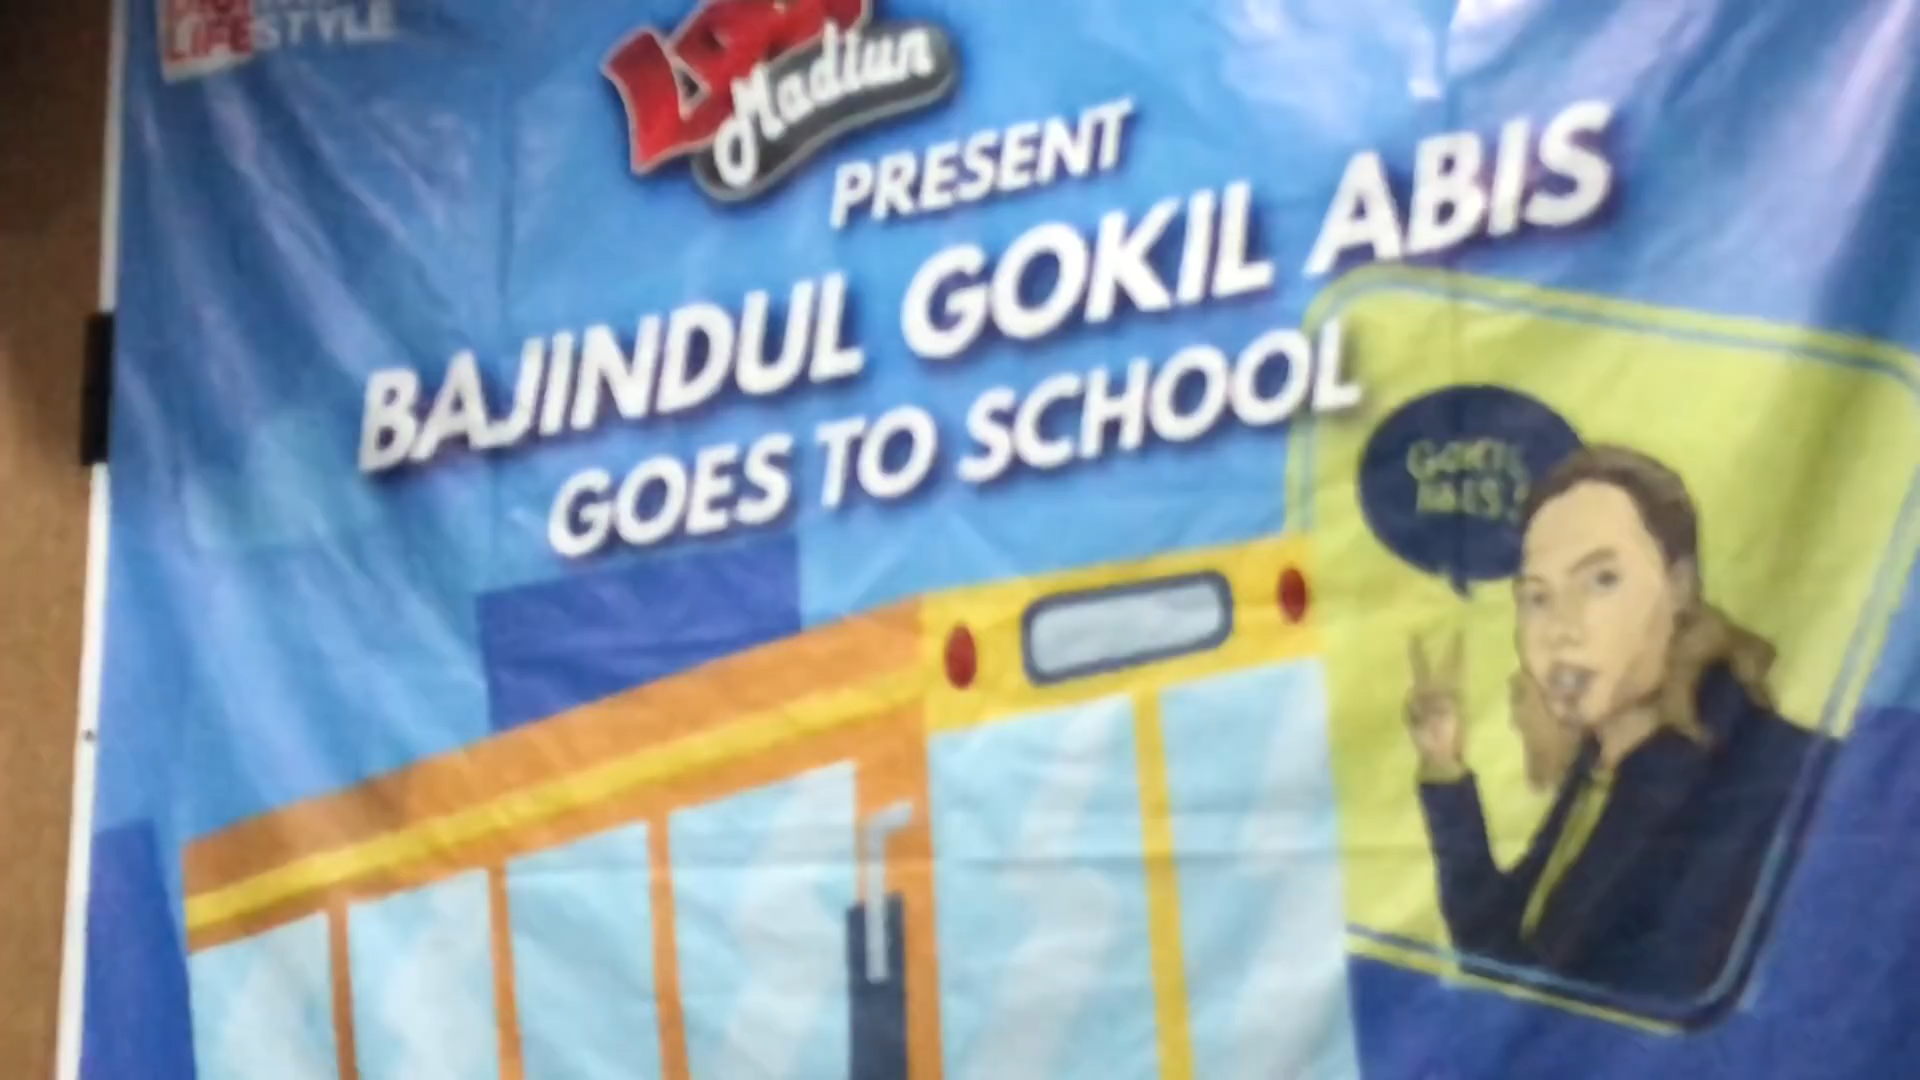 LIFESTYLE
Madiun
PRESENT
BAJINDUL GOKIL ABIS
GOES TO SCHOOL
GOKIL